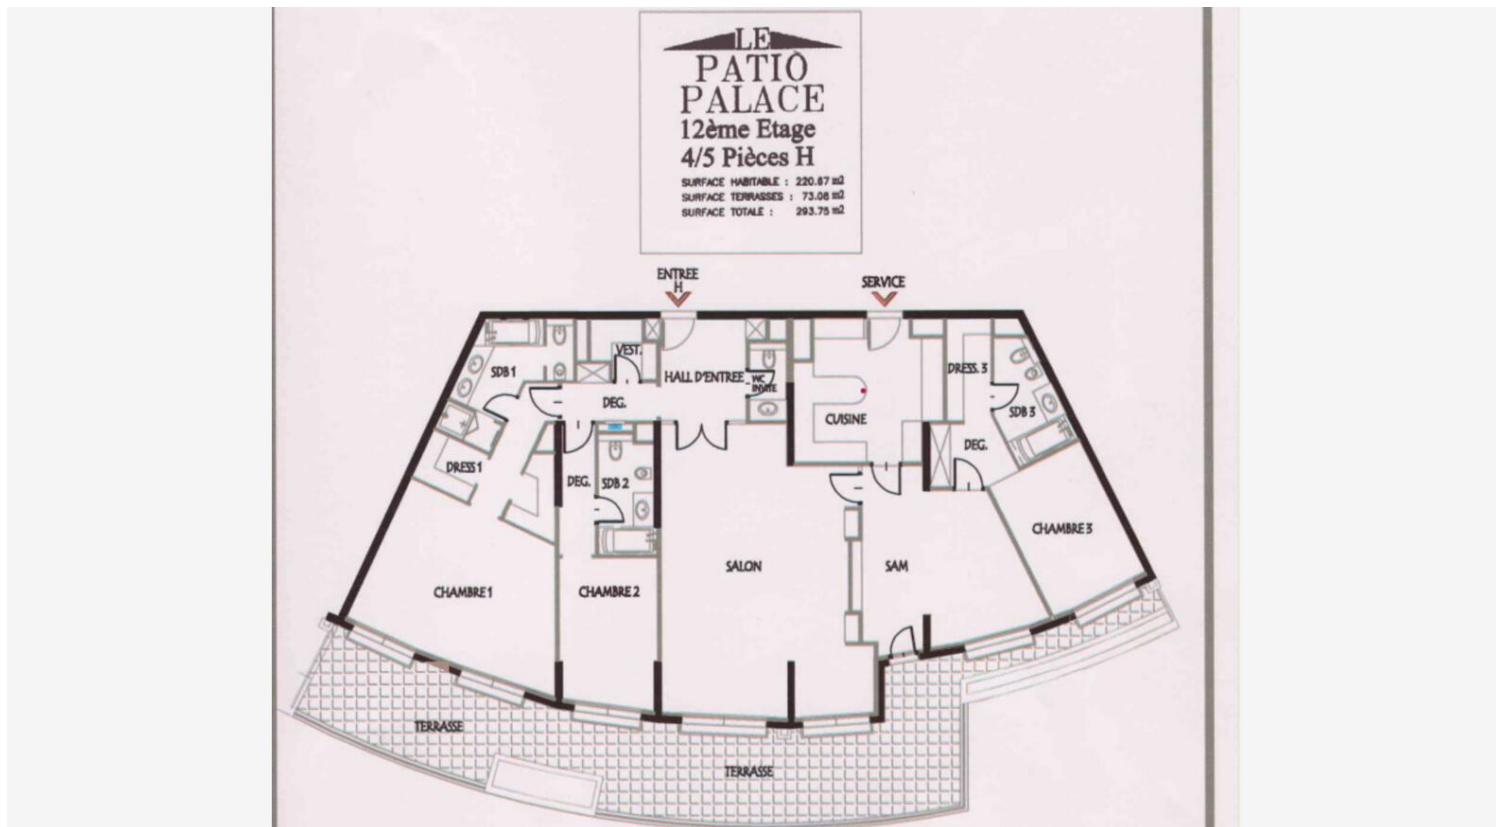 LE
PATIO
PALACE
12ème Etage
4/5 Pièces H
SURFACE HABITABLE : 220.67 m2
SURFACE TERRASSES : 73.08 m2
SURFACE TOTALE : 293.75 m2
ENTREE
H
SERVICE
SDB 1
VEST.
HALL D'ENTREE
WC
INVITE
DRESS. 3
DEG.
CUISINE
SDB 3
DEG.
DRESS 1
DEG.
SDB 2
CHAMBRE 3
SALON
SAM
CHAMBRE 1
CHAMBRE 2
TERRASSE
TERRASSE